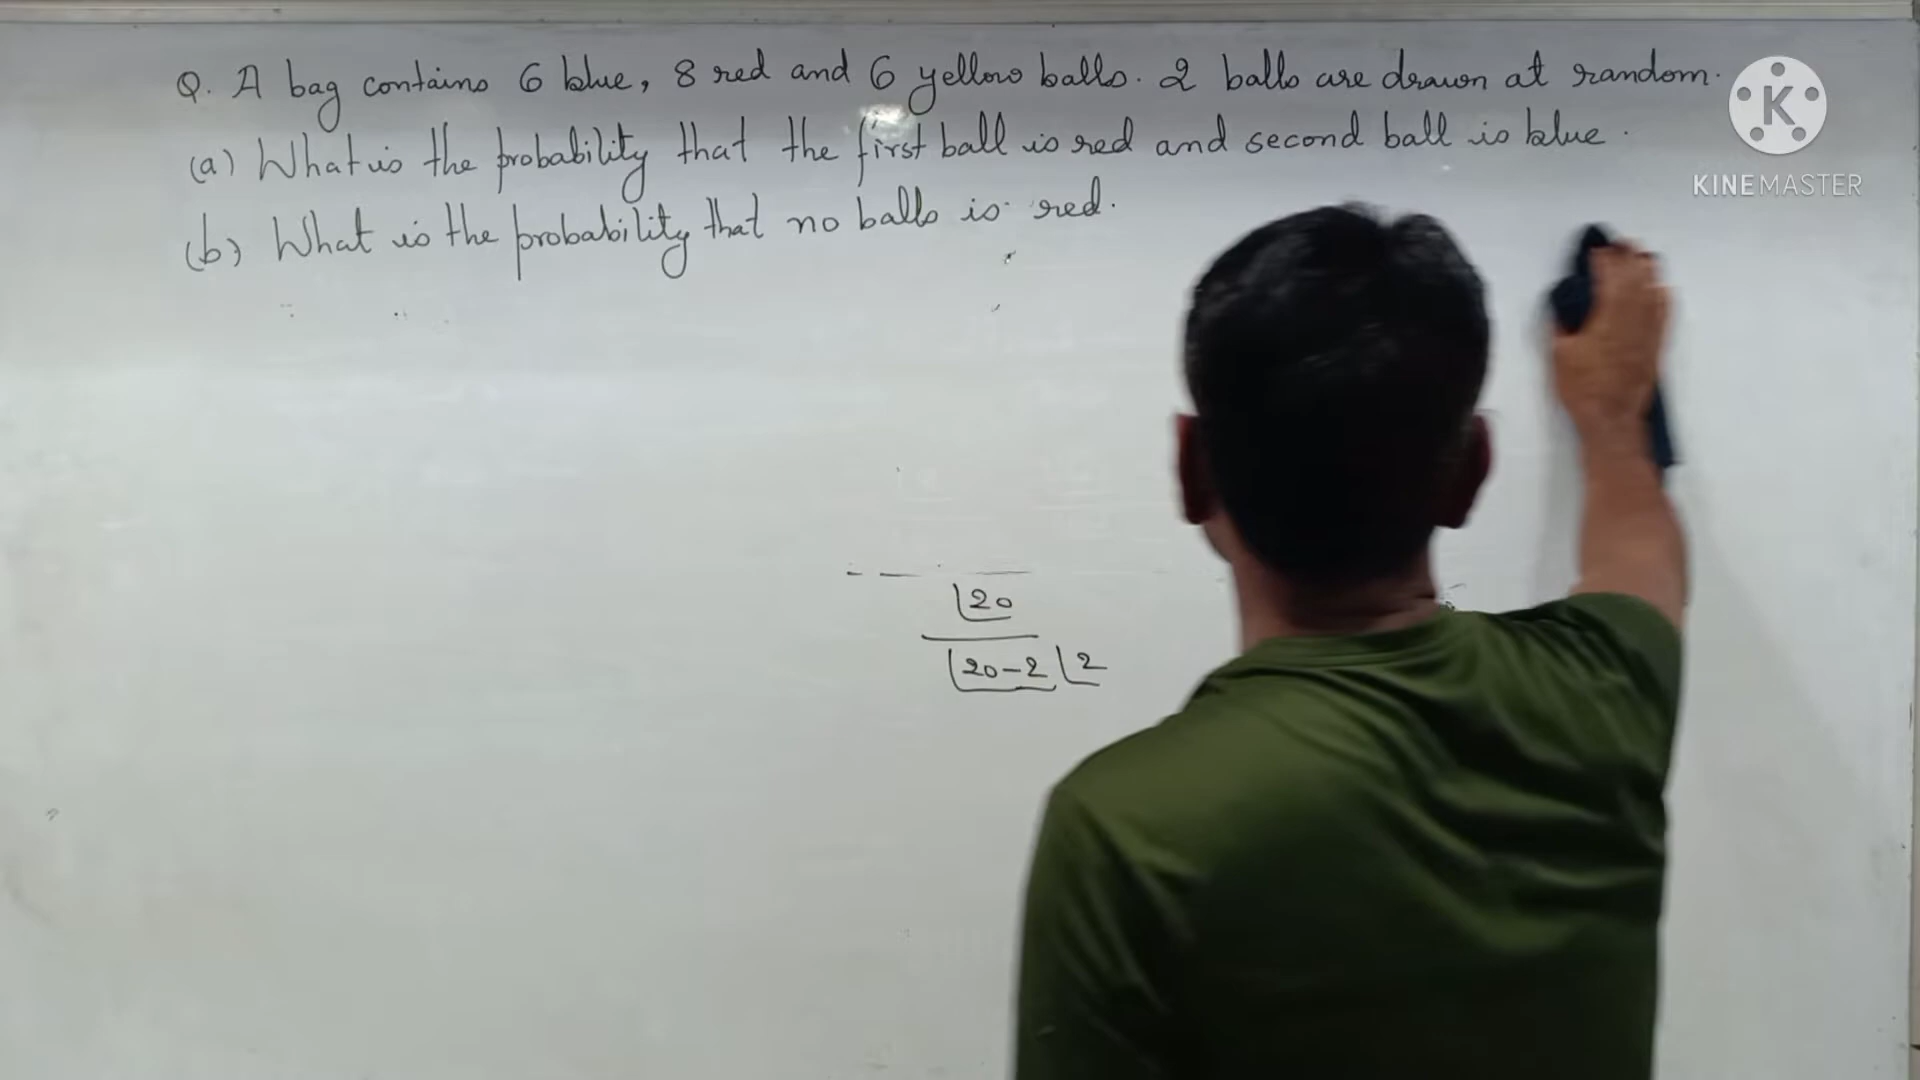 Q. A bag contains 6 blue, 8 red and 6 yellow balls. 2 balls are drawn at random.
(a) What is the probability that the first ball is red and second ball is blue.
(b) What is the probability that no balls is red.
K
KINEMASTER
⌊20
⌊20-2 ⌊2